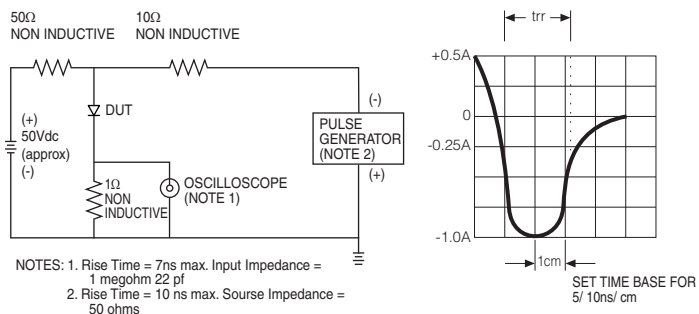 50Ω
NON INDUCTIVE
10Ω
NON INDUCTIVE
(+)
50Vdc
(approx)
(-)
DUT
1Ω
NON
INDUCTIVE
OSCILLOSCOPE
(NOTE 1)
(-)
PULSE
GENERATOR
(NOTE 2)
(+)
NOTES: 1. Rise Time = 7ns max. Input Impedance =
1 megohm 22 pf
2. Rise Time = 10 ns max. Sourse Impedance =
50 ohms
trr
+0.5A
0
-0.25A
-1.0A
1cm
SET TIME BASE FOR
5/ 10ns/ cm